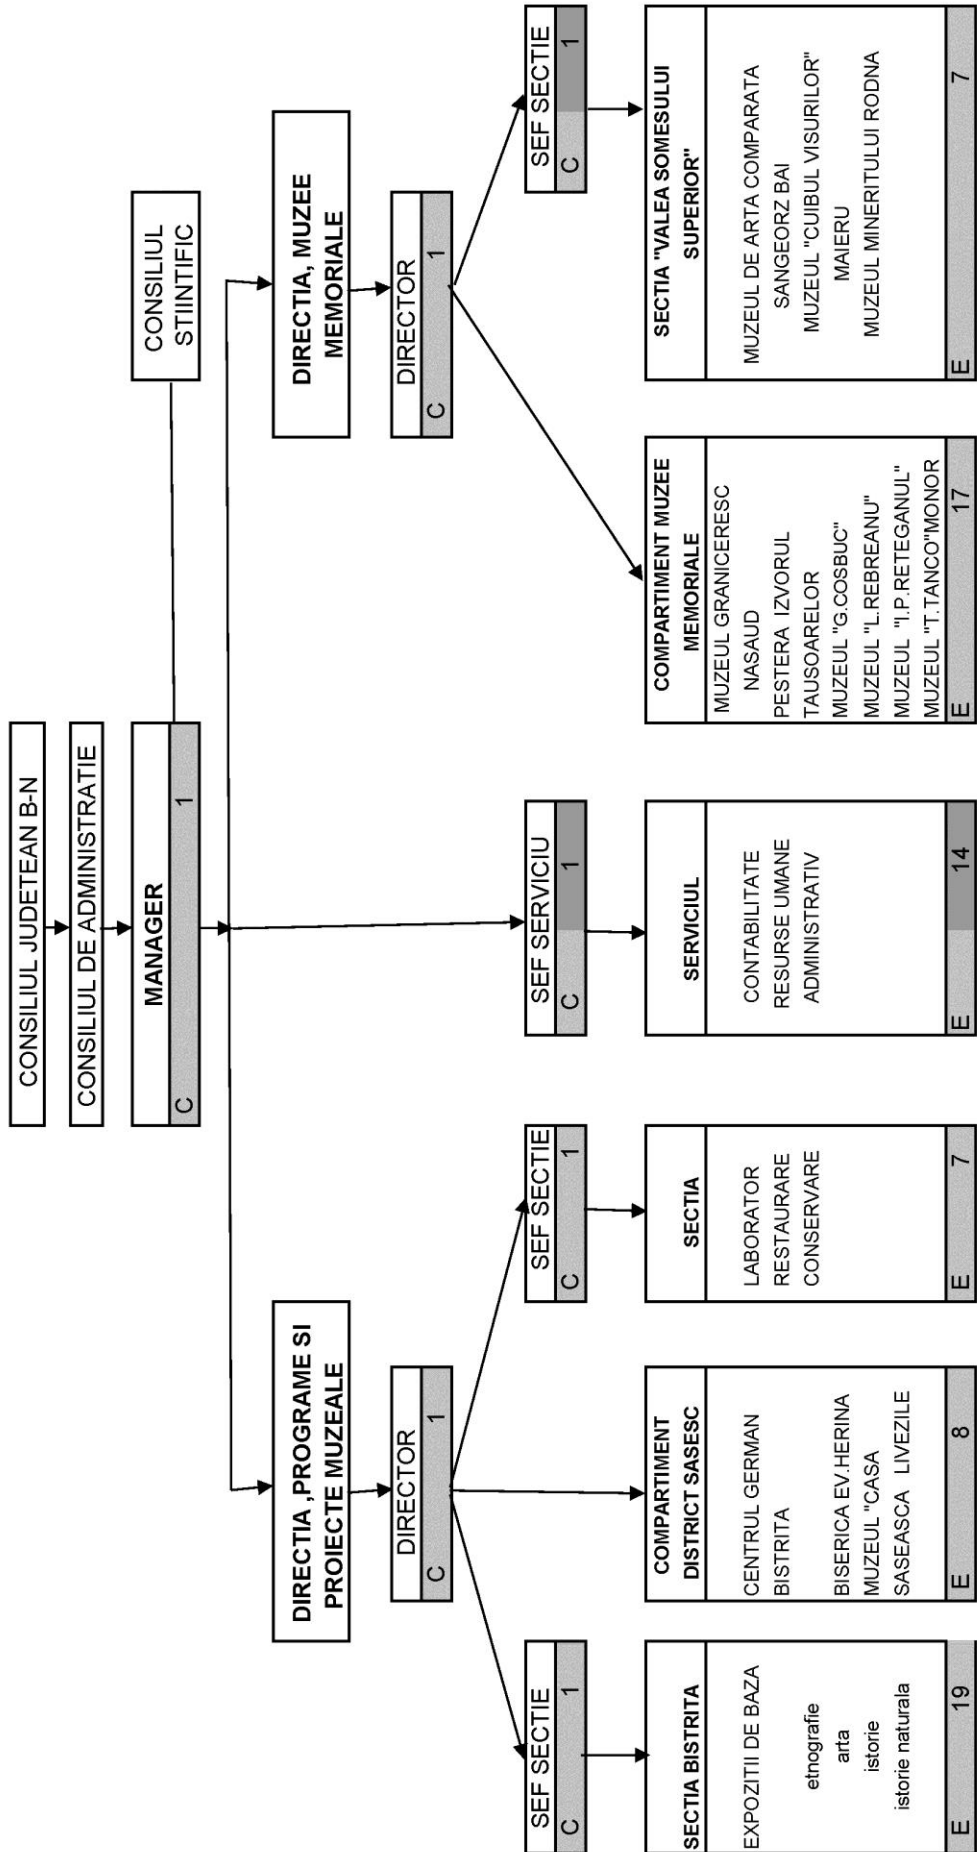 CONSILIUL JUDETEAN B-N
CONSILIUL DE ADMINISTRATIE
MANAGER
C 1
CONSILIUL
STIINTIFIC
DIRECTIA ,PROGRAME SI
PROIECTE MUZEALE
DIRECTOR
C 1
DIRECTIA, MUZEE
MEMORIALE
DIRECTOR
C 1
SEF SECTIE
C 1
SEF SECTIE
C 1
SEF SERVICIU
C 1
SEF SECTIE
C 1
SECTIA BISTRITA
EXPOZITII DE BAZA
etnografie
arta
istorie
istorie naturala
E 19
COMPARTIMENT
DISTRICT SASESC
CENTRUL GERMAN
BISTRITA
BISERICA EV.HERINA
MUZEUL "CASA
SASEASCA LIVEZILE
E 8
SECTIA
LABORATOR
RESTAURARE
CONSERVARE
E 7
SERVICIUL
CONTABILITATE
RESURSE UMANE
ADMINISTRATIV
E 14
COMPARTIMENT MUZEE
MEMORIALE
MUZEUL GRANICERESC
NASAUD
PESTERA IZVORUL
TAUSOARELOR
MUZEUL "G.COSBUC"
MUZEUL "L.REBREANU"
MUZEUL "I.P.RETEGANUL"
MUZEUL "T.TANCO"MONOR
E 17
SECTIA "VALEA SOMESULUI
SUPERIOR"
MUZEUL DE ARTA COMPARATA
SANGEORZ BAI
MUZEUL "CUIBUL VISURILOR"
MAIERU
MUZEUL MINERITULUI RODNA
E 7